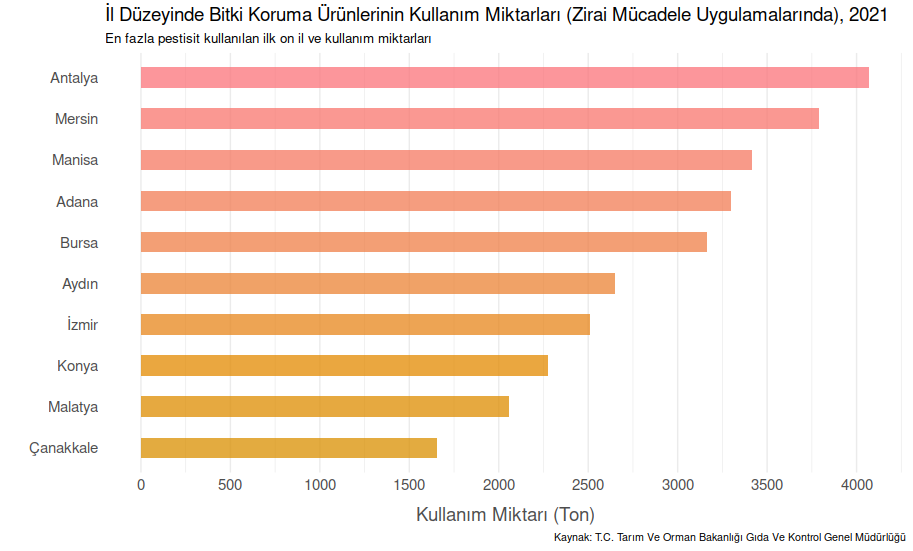 İl Düzeyinde Bitki Koruma Ürünlerinin Kullanım Miktarları (Zirai Mücadele Uygulamalarında), 2021
En fazla pestisit kullanılan ilk on il ve kullanım miktarları
Antalya
Mersin
Manisa
Adana
Bursa
Aydın
İzmir
Konya
Malatya
Çanakkale
0 500 1000 1500 2000 2500 3000 3500 4000
Kullanım Miktarı (Ton)
Kaynak: T.C. Tarım Ve Orman Bakanlığı Gıda Ve Kontrol Genel Müdürlüğü